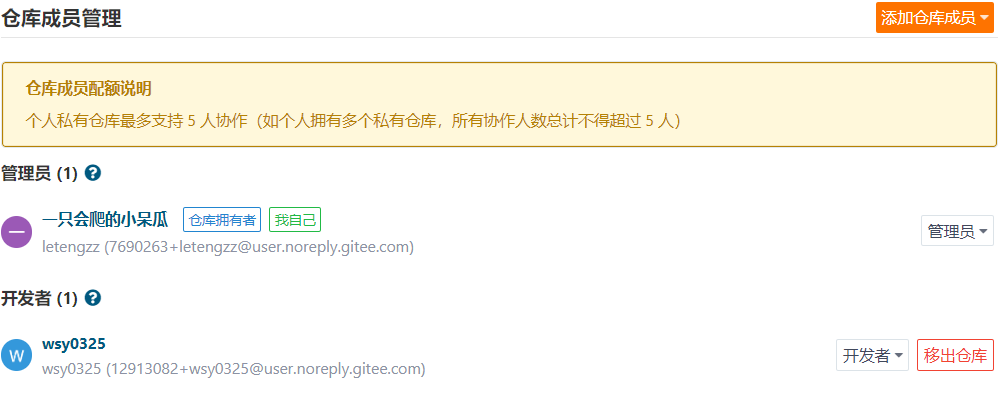 仓库成员管理
添加仓库成员
仓库成员配额说明
个人私有仓库最多支持 5 人协作（如个人拥有多个私有仓库，所有协作人数总计不得超过 5 人）
管理员 (1) ?
一只会爬的小呆瓜 仓库拥有者 我自己
letengzz (7690263+letengzz@user.noreply.gitee.com)
管理员
开发者 (1) ?
W wsy0325
wsy0325 (12913082+wsy0325@user.noreply.gitee.com)
开发者 移出仓库